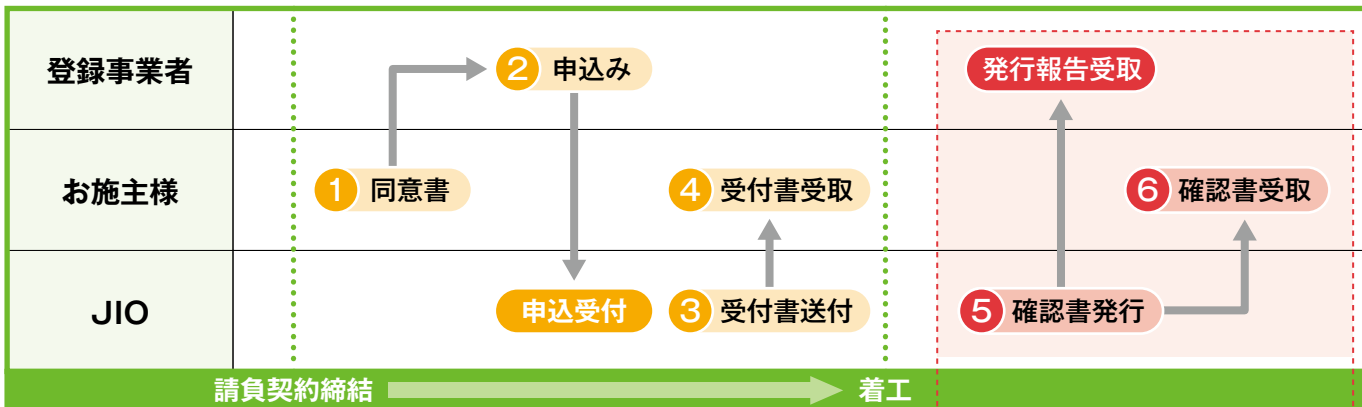 登録事業者
② 申込み
発行報告受取
お施主様
① 同意書
④ 受付書受取
⑥ 確認書受取
JIO
申込受付
③ 受付書送付
⑤ 確認書発行
請負契約締結
着工